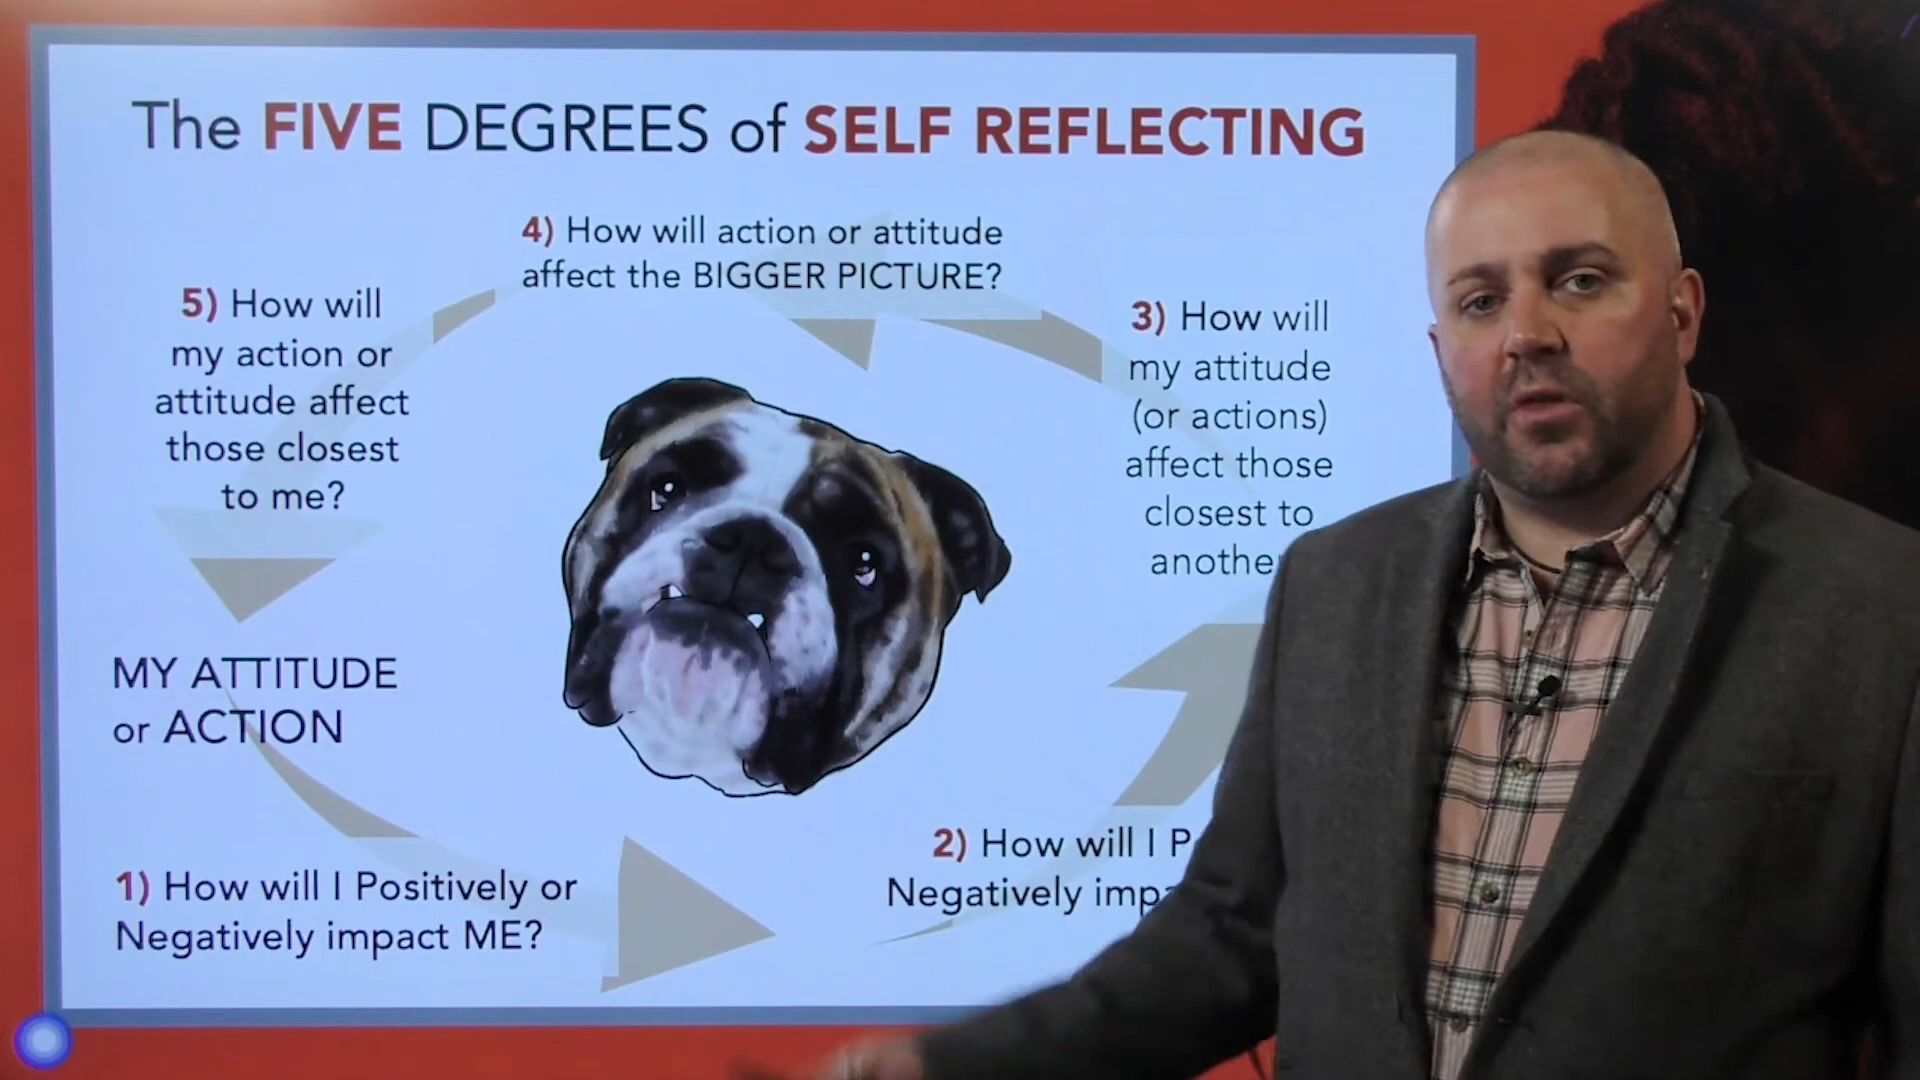 The FIVE DEGREES of SELF REFLECTING
4) How will action or attitude
affect the BIGGER PICTURE?
5) How will
my action or
attitude affect
those closest
to me?
3) How will
my attitude
(or actions)
affect those
closest to
MY ATTITUDE
or ACTION
1) How will I Positively or
Negatively impact ME?
2) How will I
Negatively